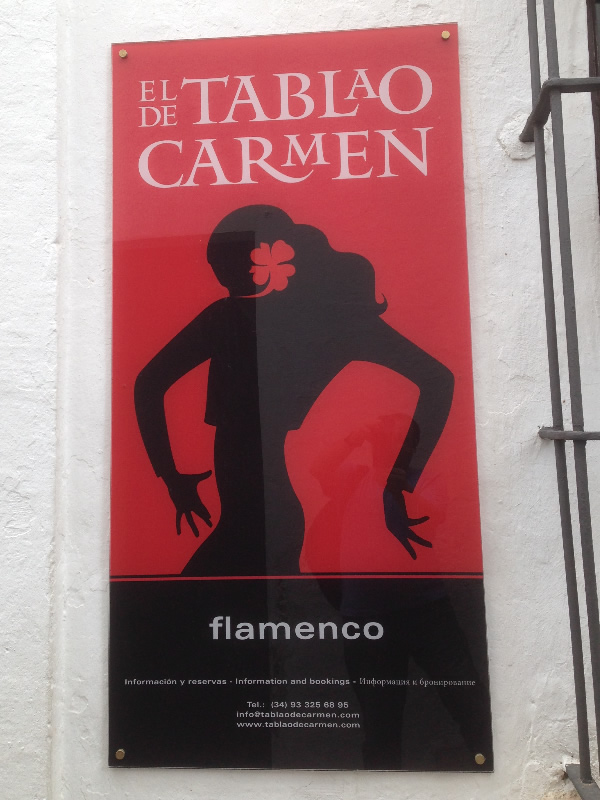 EL TABLAO
DE CARMEN
flamenco
Información y reservas - Information and bookings - Информация и бронирование
Tel.: (34) 93 325 68 95
info@tablaodecarmen.com
www.tablaodecarmen.com